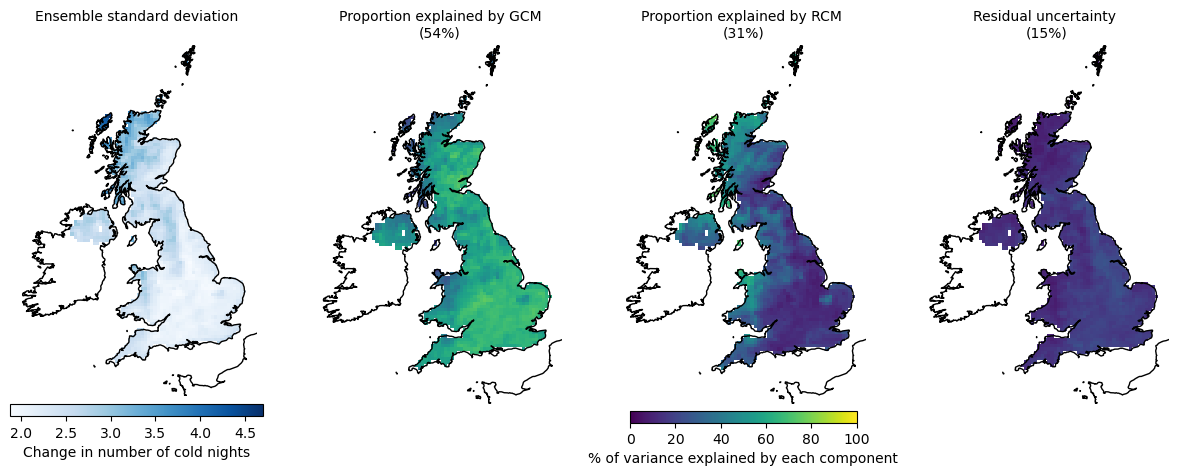 Ensemble standard deviation
Proportion explained by GCM
(54%)
Proportion explained by RCM
(31%)
Residual uncertainty
(15%)
2.0 2.5 3.0 3.5 4.0 4.5
Change in number of cold nights
0 20 40 60 80 100
% of variance explained by each component